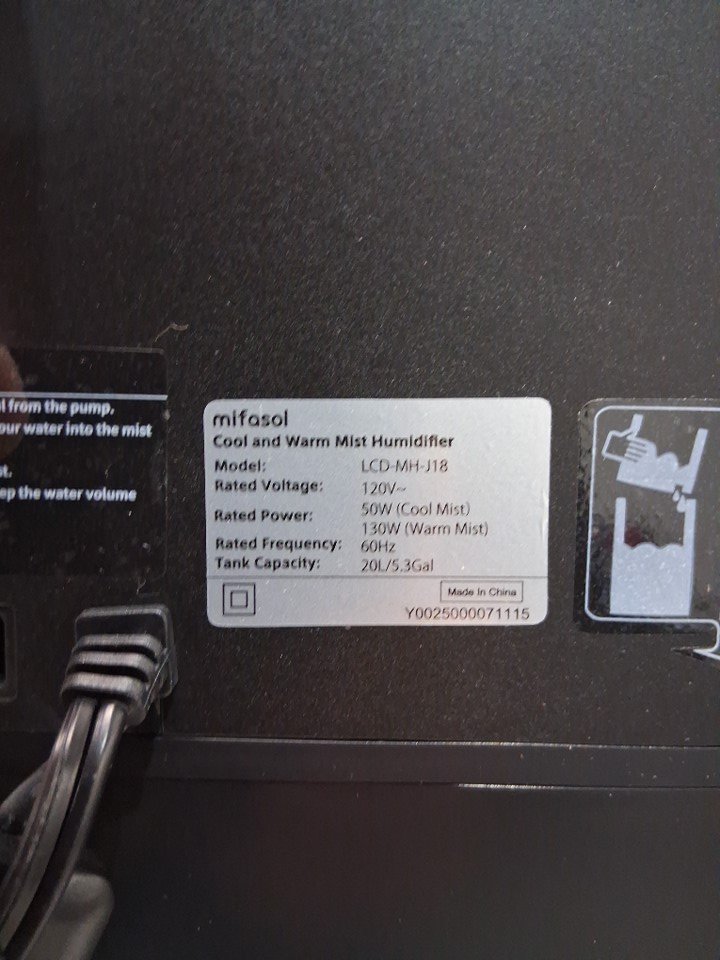 l from the pump,
our water into the mist
ot.
ep the water volume
mifasol
Cool and Warm Mist Humidifier
Model: LCD-MH-J18
Rated Voltage: 120V~
Rated Power: 50W (Cool Mist)
130W (Warm Mist)
Rated Frequency: 60Hz
Tank Capacity: 20L/5.3Gal
Made In China
Y0025000071115